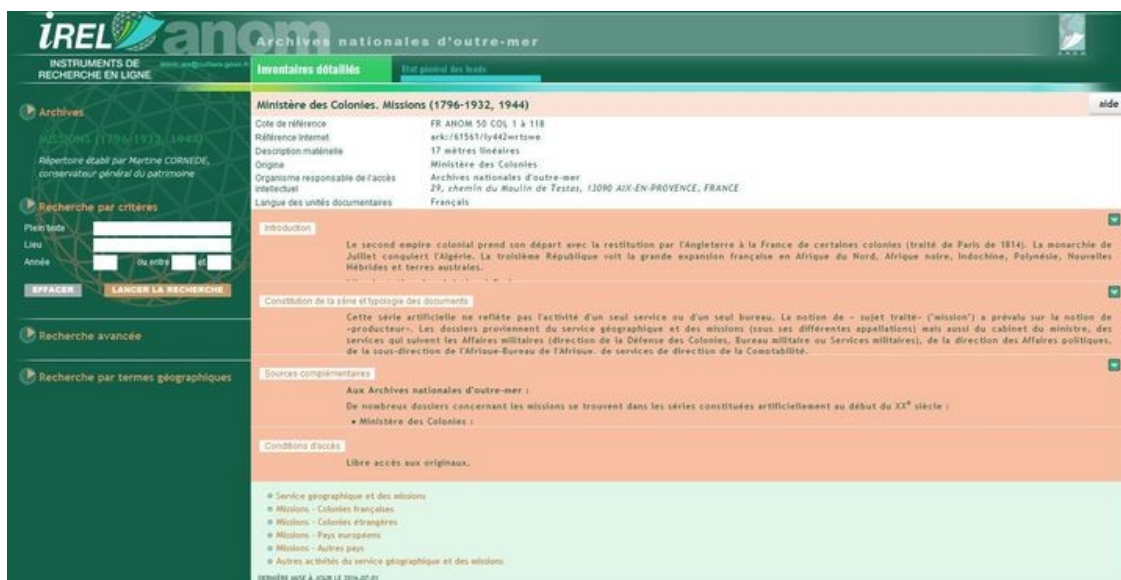 iREL anom
Archives nationales d'outre-mer
INSTRUMENTS DE
RECHERCHE EN LIGNE
Inventaires détaillés
Etat général des fonds
Archives
MISSIONS (1796-1932, 1944)
Répertoire établi par Martine CORNEDE,
conservateur général du patrimoine
Recherche par critères
Plein texte
Lieu
Année ou entre et
EFFACER LANCER LA RECHERCHE
Recherche avancée
Recherche par termes géographiques
Ministère des Colonies. Missions (1796-1932, 1944)
aide
Cote de référence FR ANOM 50 COL 1 à 118
Référence Internet ark:/61561/ly442wrtswe
Description matérielle 17 mètres linéaires
Origine Ministère des Colonies
Organisme responsable de l'accès intellectuel Archives nationales d'outre-mer
29, chemin du Moulin de Testas, 13090 AIX-EN-PROVENCE, FRANCE
Langue des unités documentaires Français
Introduction
Le second empire colonial prend son départ avec la restitution par l'Angleterre à la France de certaines colonies (traité de Paris de 1814). La monarchie de
Juillet conquiert l'Algérie. La troisième République voit la grande expansion française en Afrique du Nord, Afrique noire, Indochine, Polynésie, Nouvelles
Hébrides et terres australes.
Constitution de la série et typologie des documents
Cette série artificielle ne reflète pas l'activité d'un seul service ou d'un seul bureau. La notion de « sujet traité» ("mission") a prévalu sur la notion de
«producteur». Les dossiers proviennent du service géographique et des missions (sous ses différentes appellations) mais aussi du cabinet du ministre, des
services qui suivent les Affaires militaires (direction de la Défense des Colonies, Bureau militaire ou Services militaires), de la direction des Affaires politiques,
de la sous-direction de l'Afrique-Bureau de l'Afrique, de services de direction de la Comptabilité.
Sources complémentaires
Aux Archives nationales d'outre-mer :
De nombreux dossiers concernant les missions se trouvent dans les séries constituées artificiellement au début du XXe siècle :
• Ministère des Colonies :
Conditions d'accès
Libre accès aux originaux.
Service géographique et des missions
Missions - Colonies françaises
Missions - Colonies étrangères
Missions - Pays européens
Missions - Autres pays
Autres activités du service géographique et des missions
DERNIÈRE MISE À JOUR LE 2016-07-01